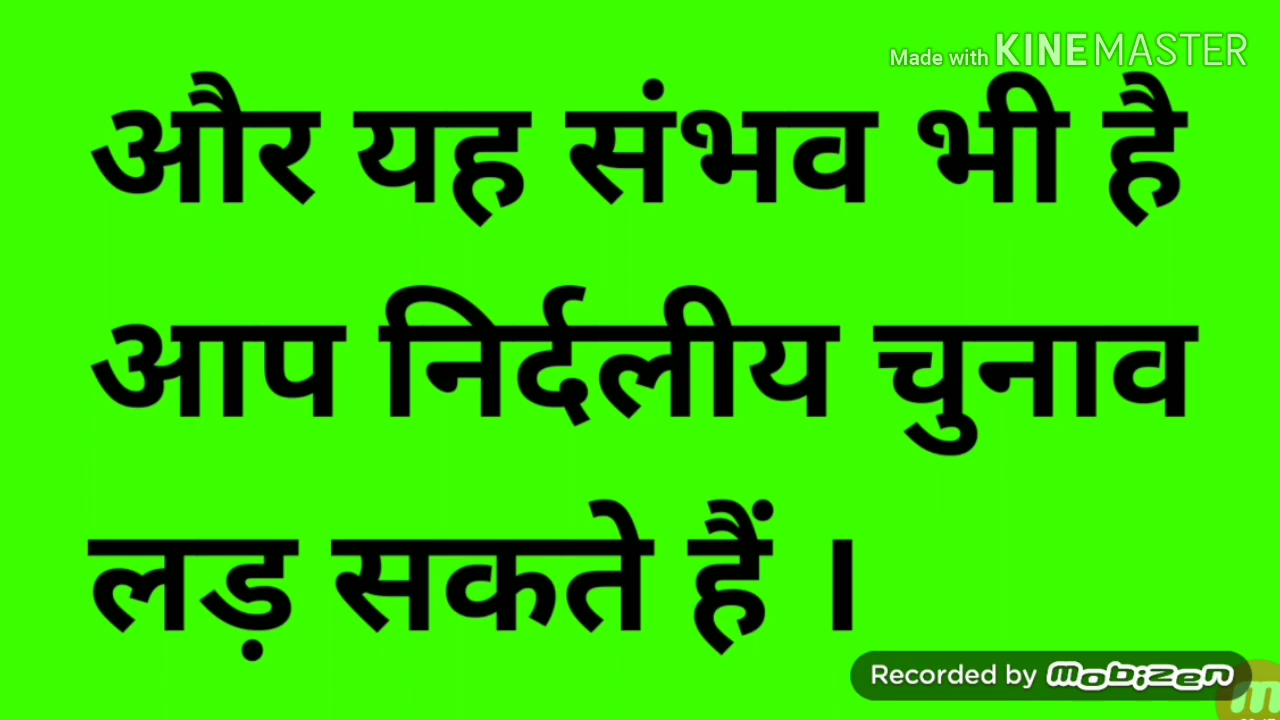 Made with KINEMASTER
और यह संभव भी है
आप निर्दलीय चुनाव
लड़ सकते हैं ।
Recorded by mobizen